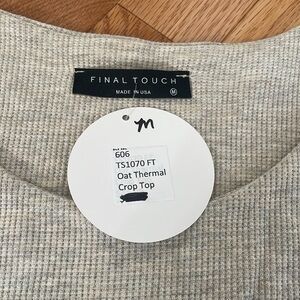 FINAL TOUCH
MADE IN USA
M
M
606
TS1070 FT
Oat Thermal
Crop Top